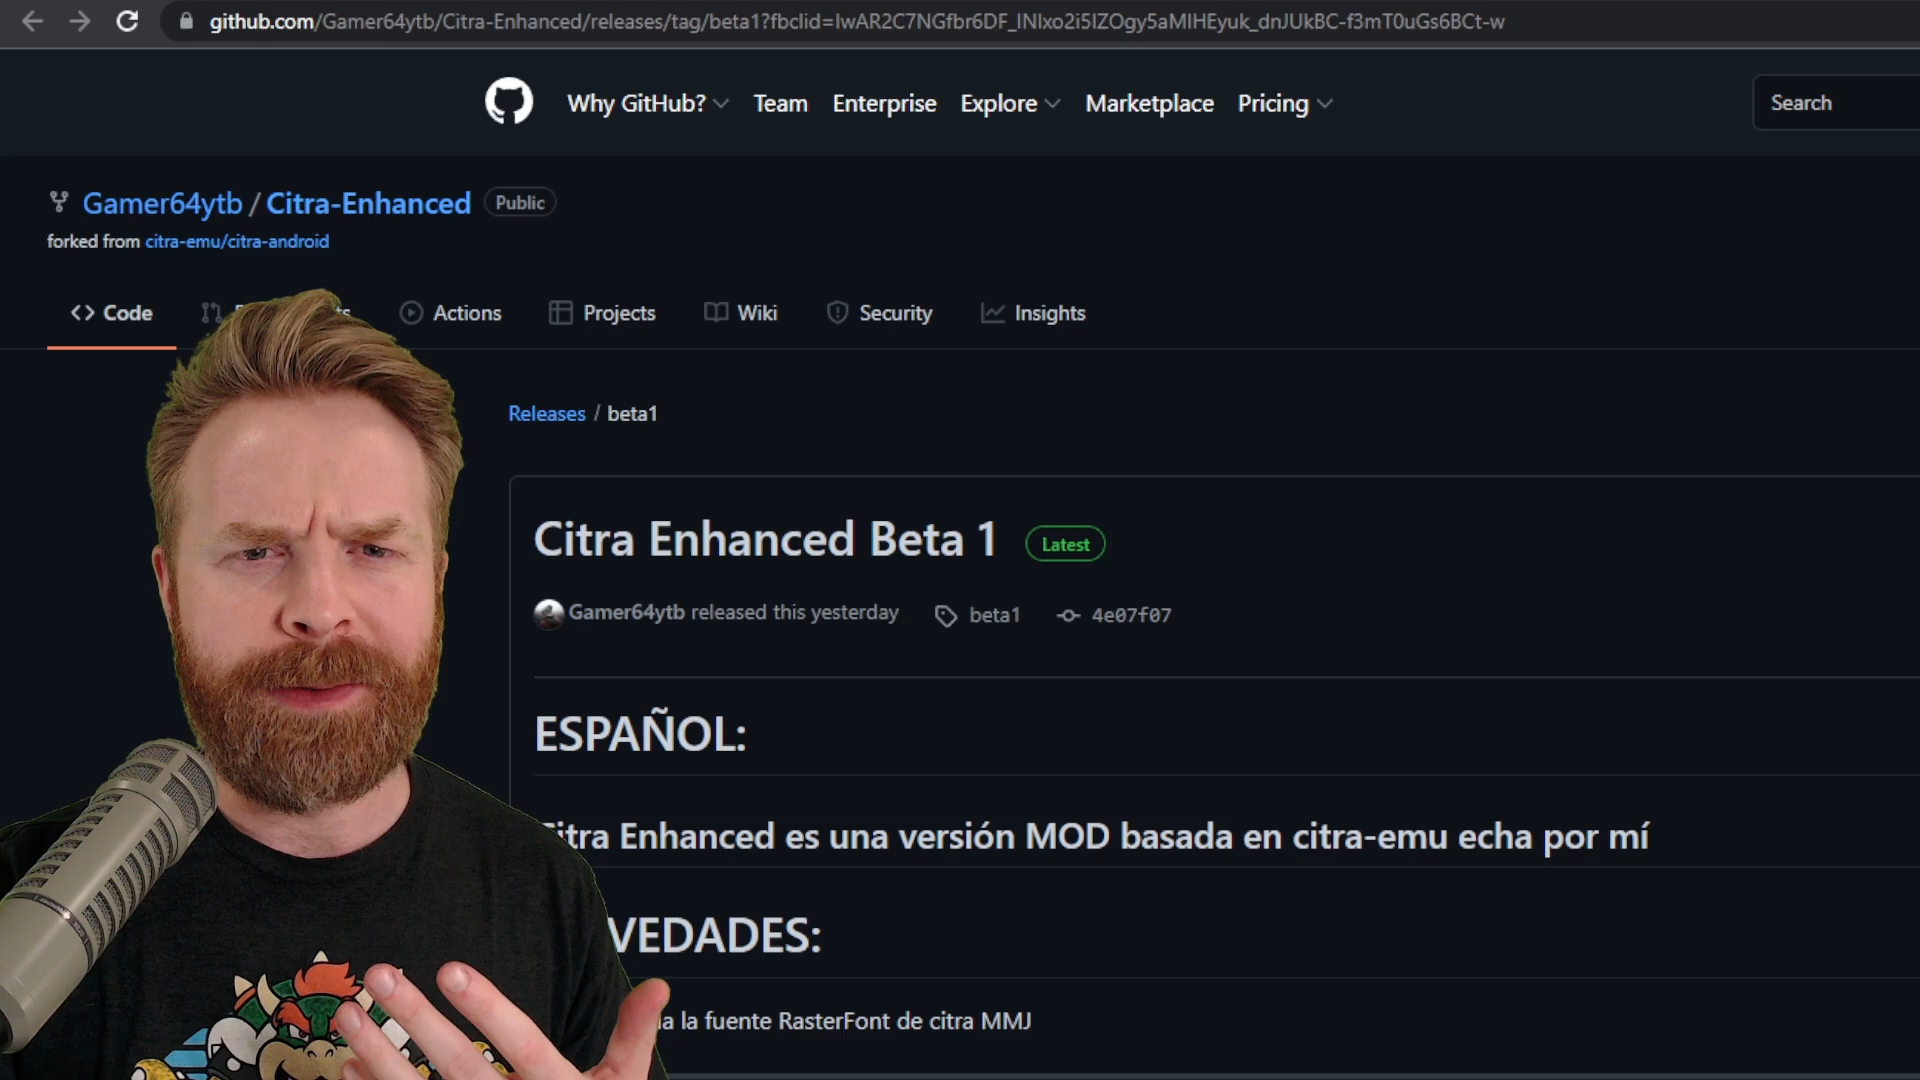 github.com/Gamer64ytb/Citra-Enhanced/releases/tag/beta1?fbclid=IwAR2C7NGfbr6DF_INIxo2i5IZOgy5aMIHEyuk_dnJUkBC-f3mT0uGs6BCt-w
Why GitHub? Team Enterprise Explore Marketplace Pricing Search
Gamer64ytb / Citra-Enhanced Public
forked from citra-emu/citra-android
<> Code Actions Projects Wiki Security Insights
Releases / beta1
Citra Enhanced Beta 1 Latest
Gamer64ytb released this yesterday beta1 4e07f07
ESPAÑOL:
Citra Enhanced es una versión MOD basada en citra-emu echa por mí
VEDADES:
la fuente RasterFont de citra MMJ